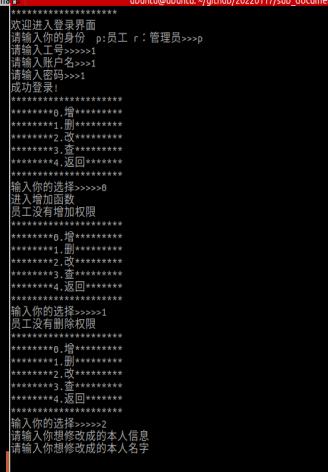 ubuntu@ubuntu: ~/github/20220117/sub_docume
********************
欢迎进入登录界面
请输入你的身份  p:员工 r：管理员>>>p
请输入工号>>>>>1
请输入账户名>>>1
请输入密码>>>1
成功登录!
*********************
********0.增*********
********1.删*********
********2.改*********
********3.查*********
********4.返回*******
*********************
输入你的选择>>>>>0
进入增加函数
员工没有增加权限
*********************
********0.增*********
********1.删*********
********2.改*********
********3.查*********
********4.返回*******
*********************
输入你的选择>>>>>1
员工没有删除权限
*********************
********0.增*********
********1.删*********
********2.改*********
********3.查*********
********4.返回*******
*********************
输入你的选择>>>>>2
请输入你想修改成的本人信息
请输入你想修改成的本人名字